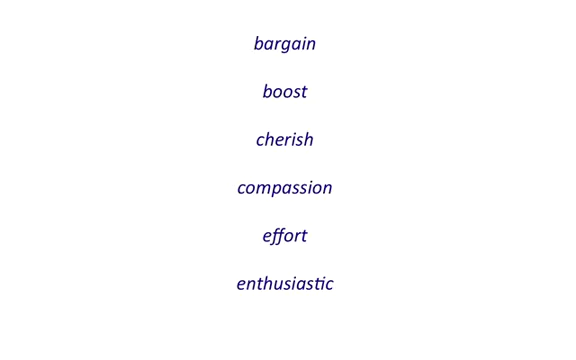 bargain
boost
cherish
compassion
effort
enthusiastic